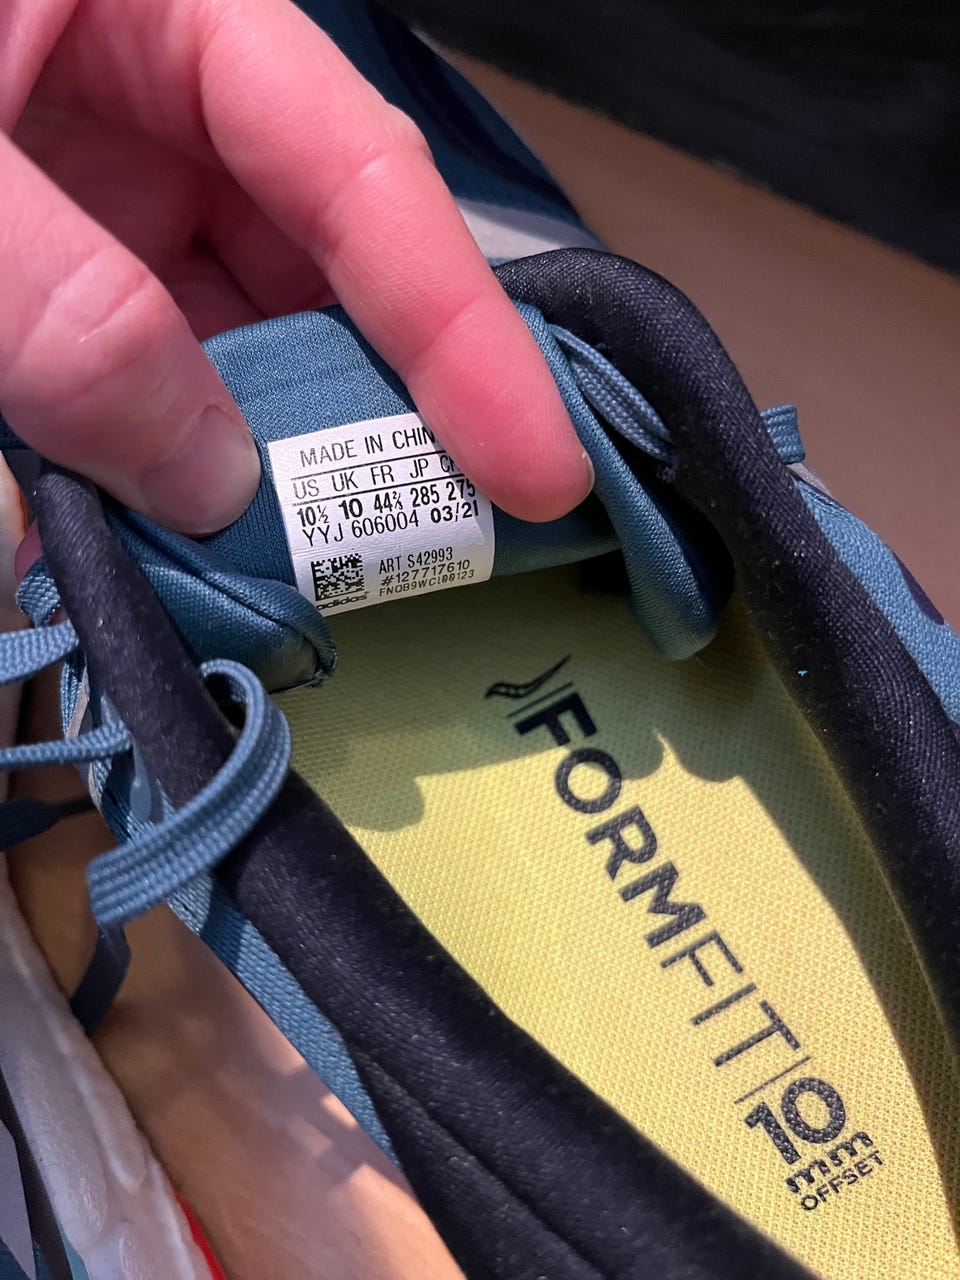 MADE IN CHIN
US UK FR JP
10½ 10 44⅔ 285 275
YYJ 606004 03/21
ART S42993
#127717610
FNQB9WCL00123
adidas
FORMFIT
10
mm
OFFSET